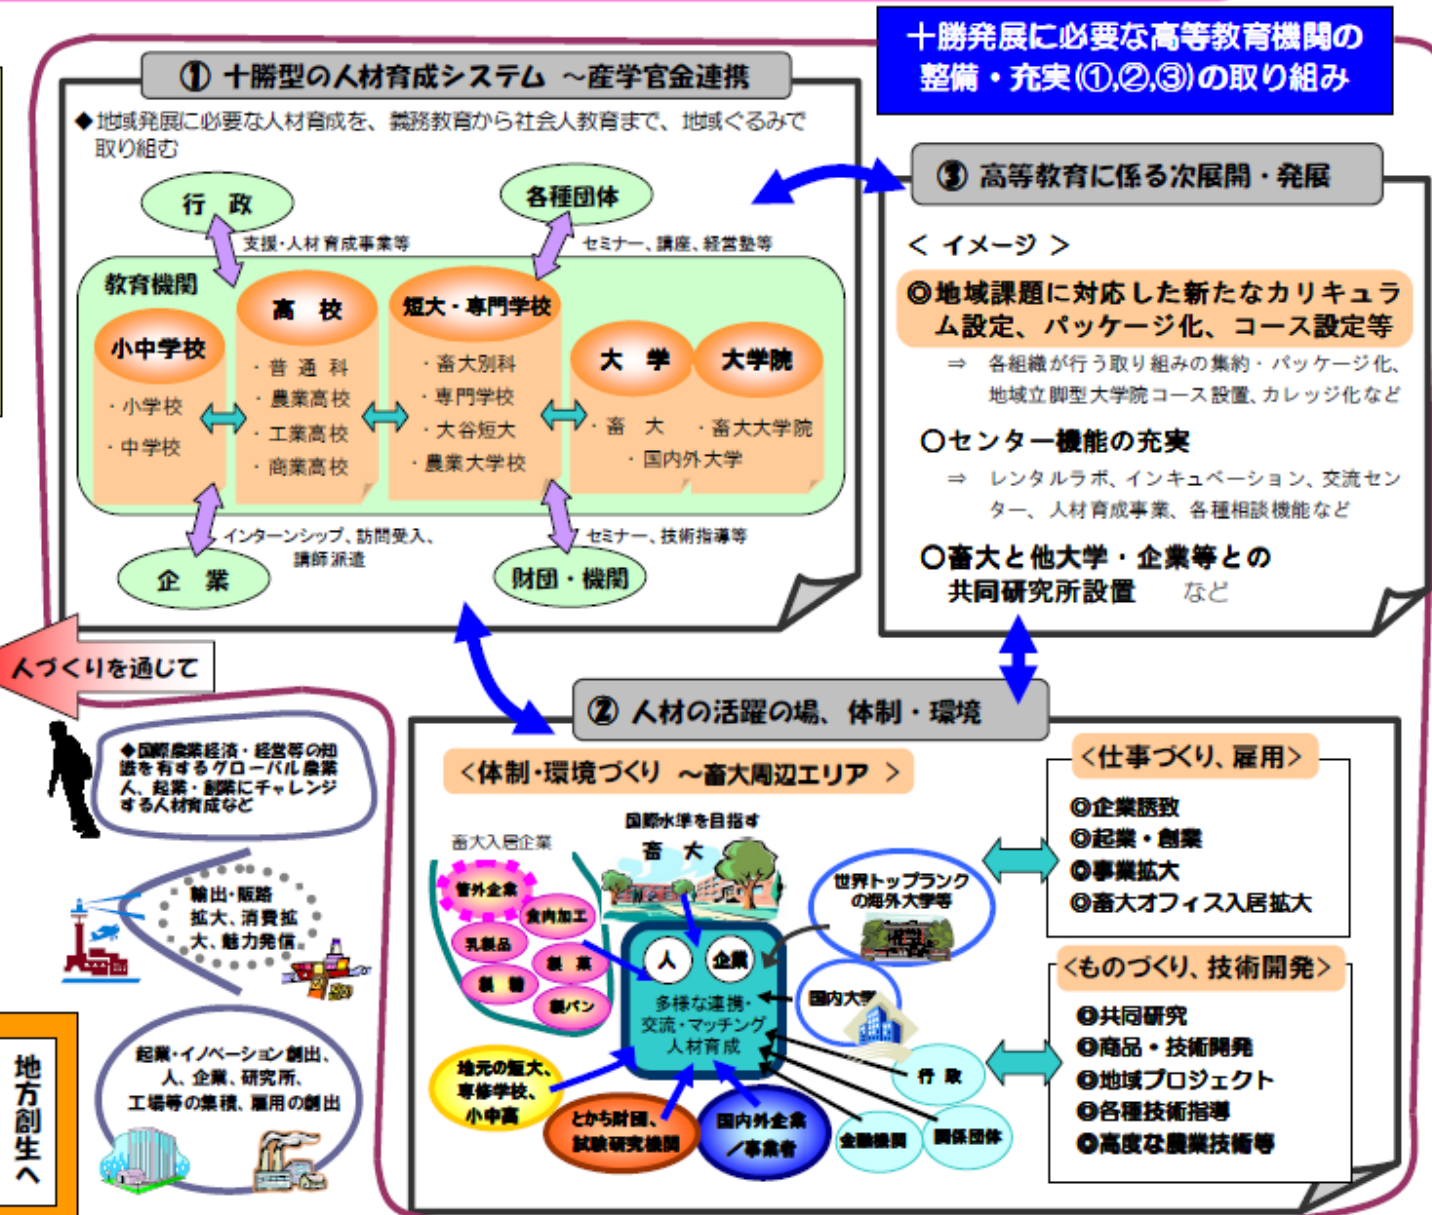 十勝発展に必要な高等教育機関の
整備・充実(①,②,③)の取り組み
① 十勝型の人材育成システム ～産学官金連携
◆地域発展に必要な人材育成を、義務教育から社会人教育まで、地域ぐるみで
取り組む
行 政
各種団体
支援・人材育成事業等
セミナー、講座、経営塾等
教育機関
小中学校
・小学校
・中学校
高 校
・普 通 科
・農業高校
・工業高校
・商業高校
短大・専門学校
・畜大別科
・専門学校
・大谷短大
・農業大学校
大 学
大学院
・畜 大
・畜大大学院
・国内外大学
インターンシップ、訪問受入、
講師派遣
セミナー、技術指導等
企 業
財団・機関
③ 高等教育に係る次展開・発展
＜ イメージ ＞
◎地域課題に対応した新たなカリキュラ
ム設定、パッケージ化、コース設定等
⇒ 各組織が行う取り組みの集約・パッケージ化、
地域立脚型大学院コース設置、カレッジ化など
〇センター機能の充実
⇒ レンタルラボ、インキュベーション、交流セン
ター、人材育成事業、各種相談機能など
〇畜大と他大学・企業等との
共同研究所設置 など
人づくりを通じて
◆国際農業経済・経営等の知
識を有するグローバル農業
人、起業・創業にチャレンジ
する人材育成など
輸出・販路
拡大、消費拡
大、魅力発信
起業・イノベーション創出、
人、企業、研究所、
工場等の集積、雇用の創出
地方創生へ
② 人材の活躍の場、体制・環境
＜体制・環境づくり ～畜大周辺エリア ＞
畜大入居企業
管外企業
食肉加工
乳製品
製 菓
製 糖
製パン
国際水準を目指す
畜 大
世界トップランク
の海外大学等
国内大学
人
企業
多様な連携・
交流・マッチング
人材育成
地元の短大、
専修学校、
小中高
とかち財団、
試験研究機関
国内外企業
/事業者
金融機関
関係団体
行 政
＜仕事づくり、雇用＞
◎企業誘致
◎起業・創業
◎事業拡大
◎畜大オフィス入居拡大
＜ものづくり、技術開発＞
◎共同研究
◎商品・技術開発
◎地域プロジェクト
◎各種技術指導
◎高度な農業技術等